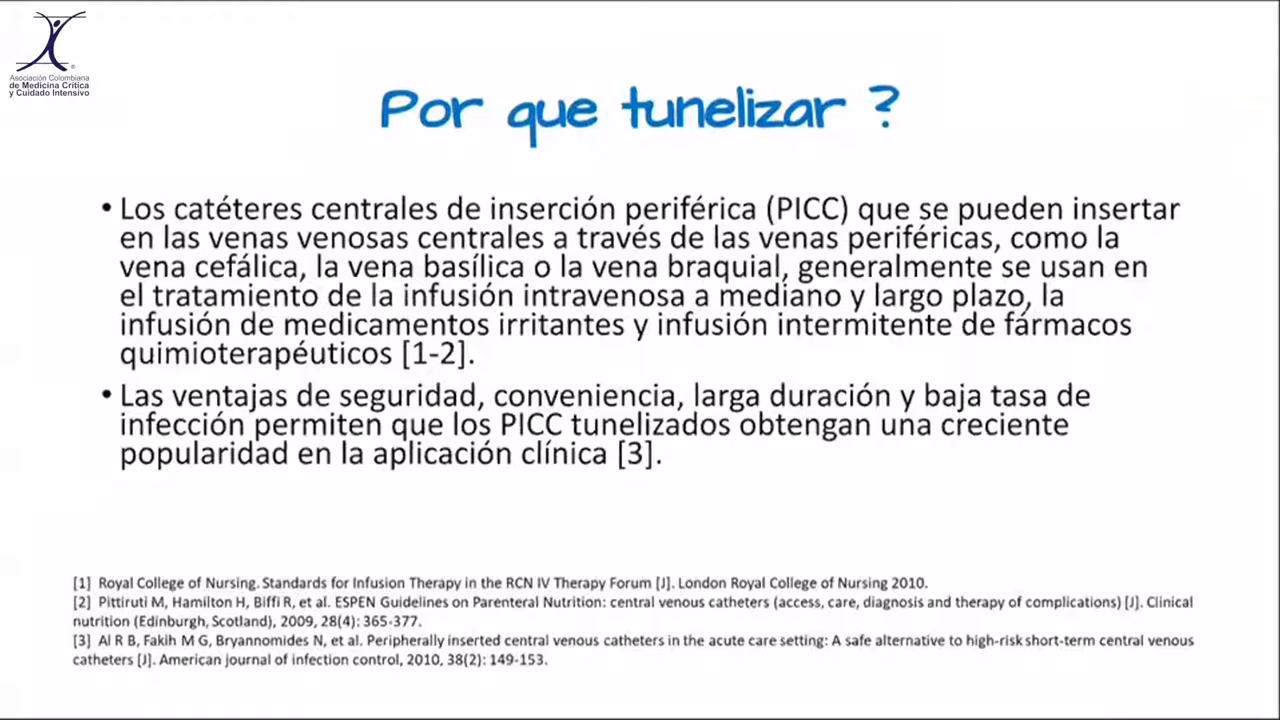 Asociación Colombiana
de Medicina Crítica
y Cuidado Intensivo
Por que tunelizar ?
• Los catéteres centrales de inserción periférica (PICC) que se pueden insertar
en las venas venosas centrales a través de las venas periféricas, como la
vena cefálica, la vena basílica o la vena braquial, generalmente se usan en
el tratamiento de la infusión intravenosa a mediano y largo plazo, la
infusión de medicamentos irritantes y infusión intermitente de fármacos
quimioterapéuticos [1-2].
• Las ventajas de seguridad, conveniencia, larga duración y baja tasa de
infección permiten que los PICC tunelizados obtengan una creciente
popularidad en la aplicación clínica [3].
[1] Royal College of Nursing. Standards for Infusion Therapy in the RCN IV Therapy Forum [J]. London Royal College of Nursing 2010.
[2] Pittiruti M, Hamilton H, Biffi R, et al. ESPEN Guidelines on Parenteral Nutrition: central venous catheters (access, care, diagnosis and therapy of complications) [J]. Clinical
nutrition (Edinburgh, Scotland), 2009, 28(4): 365-377.
[3] Al R B, Fakih M G, Bryannomides N, et al. Peripherally inserted central venous catheters in the acute care setting: A safe alternative to high-risk short-term central venous
catheters [J]. American journal of infection control, 2010, 38(2): 149-153.